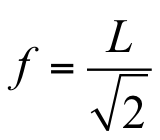 f = L / √2